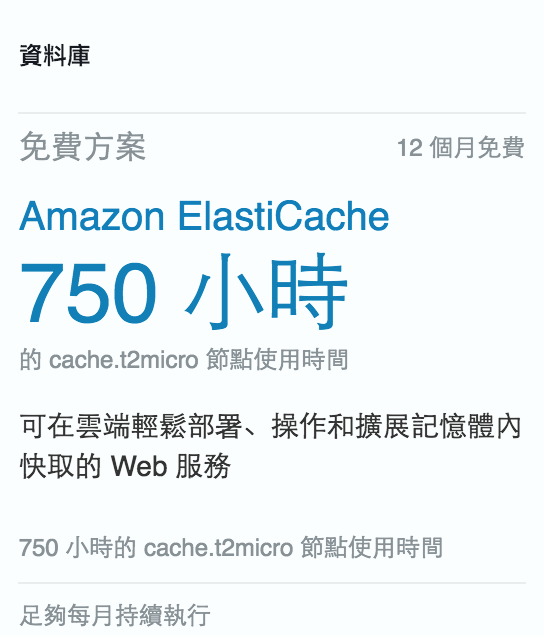 資料庫
免費方案
12 個月免費
Amazon ElastiCache
750 小時
的 cache.t2micro 節點使用時間
可在雲端輕鬆部署、操作和擴展記憶體內
快取的 Web 服務
750 小時的 cache.t2micro 節點使用時間
足夠每月持續執行